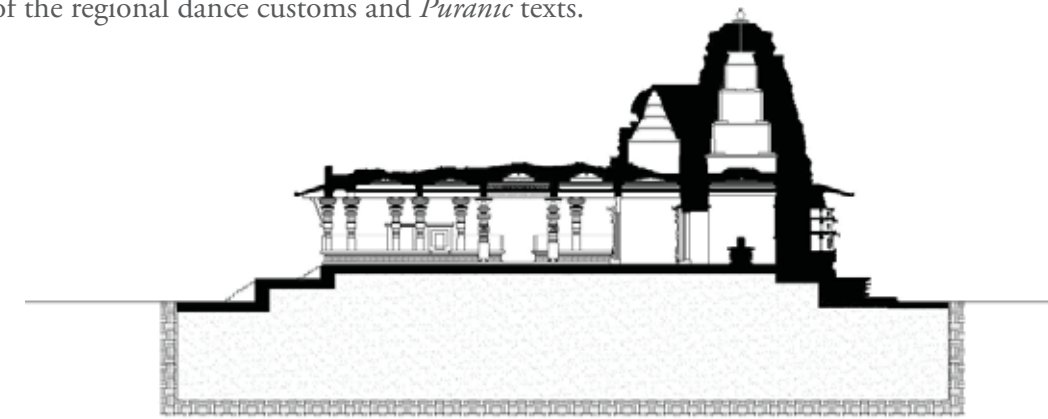 of the regional dance customs and Puranic texts.